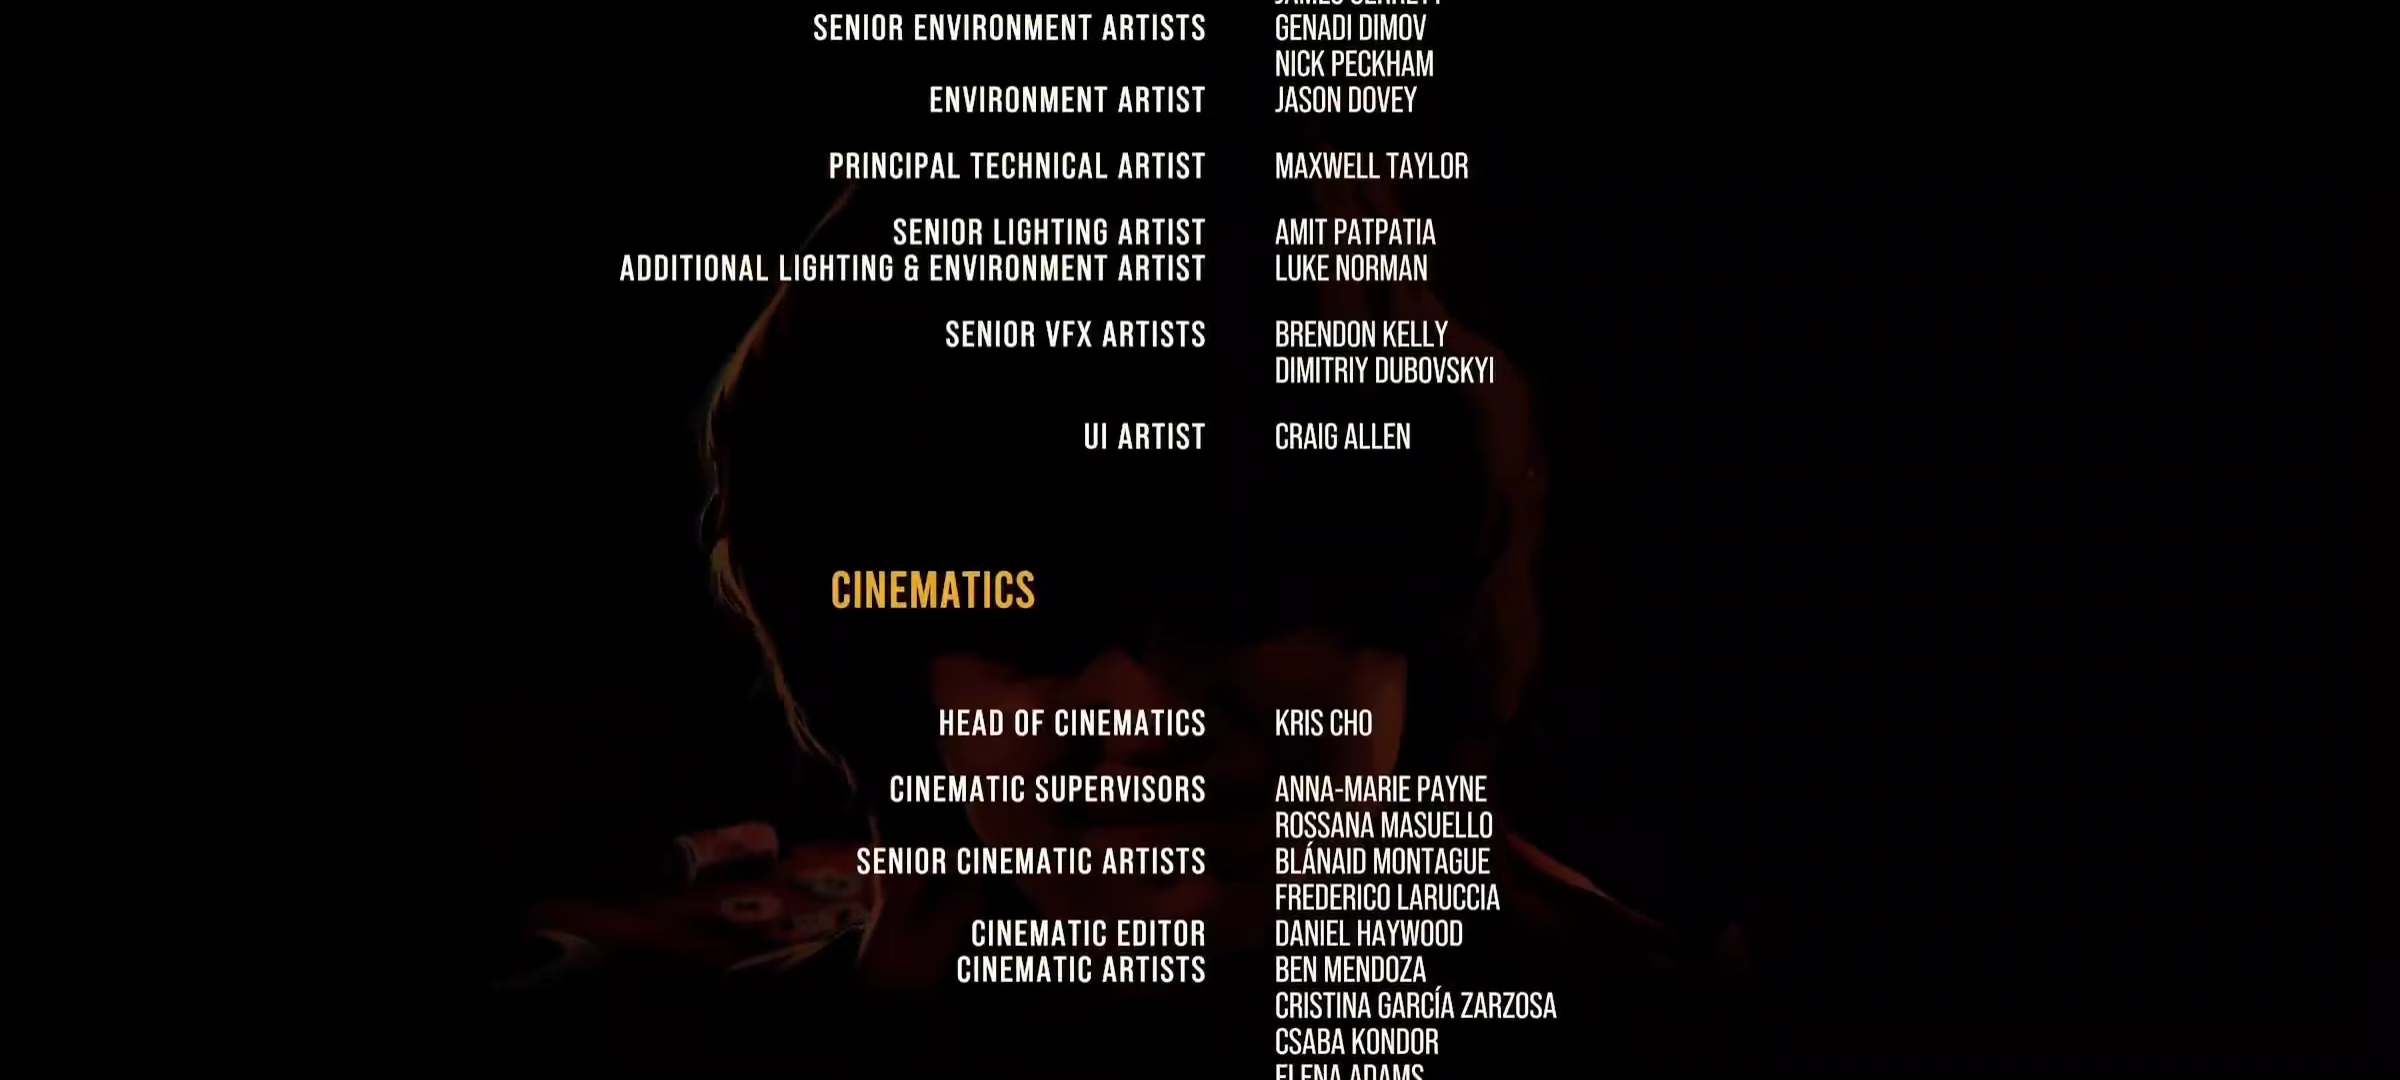 SENIOR ENVIRONMENT ARTISTS GENADI DIMOV
NICK PECKHAM
ENVIRONMENT ARTIST JASON DOVEY
PRINCIPAL TECHNICAL ARTIST MAXWELL TAYLOR
SENIOR LIGHTING ARTIST AMIT PATPATIA
ADDITIONAL LIGHTING & ENVIRONMENT ARTIST LUKE NORMAN
SENIOR VFX ARTISTS BRENDON KELLY
DIMITRIY DUBOVSKYI
UI ARTIST CRAIG ALLEN
CINEMATICS
HEAD OF CINEMATICS KRIS CHO
CINEMATIC SUPERVISORS ANNA-MARIE PAYNE
ROSSANA MASUELLO
SENIOR CINEMATIC ARTISTS BLÁNAID MONTAGUE
FREDERICO LARUCCIA
CINEMATIC EDITOR DANIEL HAYWOOD
CINEMATIC ARTISTS BEN MENDOZA
CRISTINA GARCÍA ZARZOSA
CSABA KONDOR
ELENA ADAMS